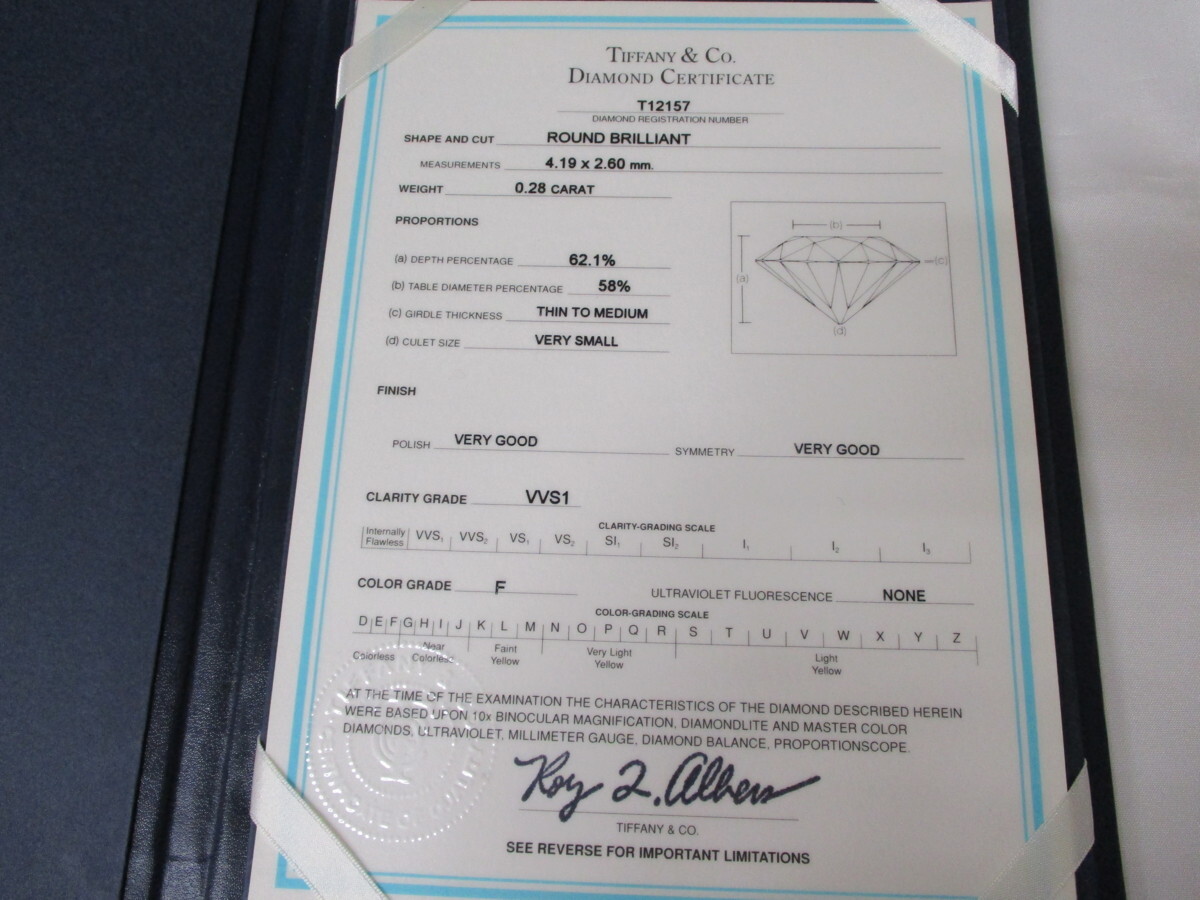 TIFFANY & CO.
DIAMOND CERTIFICATE
T12157
DIAMOND REGISTRATION NUMBER
SHAPE AND CUT ROUND BRILLIANT
MEASUREMENTS 4.19 x 2.60 mm.
WEIGHT 0.28 CARAT
PROPORTIONS
(a) DEPTH PERCENTAGE 62.1%
(b) TABLE DIAMETER PERCENTAGE 58%
(c) GIRDLE THICKNESS THIN TO MEDIUM
(d) CULET SIZE VERY SMALL
(b)
(c)
(a)
(d)
FINISH
POLISH VERY GOOD SYMMETRY VERY GOOD
CLARITY GRADE VVS1
CLARITY-GRADING SCALE
Internally Flawless VVS1 VVS2 VS1 VS2 SI1 SI2 I1 I2 I3
COLOR GRADE F ULTRAVIOLET FLUORESCENCE NONE
COLOR-GRADING SCALE
D E F G H I J K L M N O P Q R S T U V W X Y Z
Colorless Near Colorless Faint Yellow Very Light Yellow Light Yellow
AT THE TIME OF THE EXAMINATION THE CHARACTERISTICS OF THE DIAMOND DESCRIBED HEREIN
WERE BASED UPON 10x BINOCULAR MAGNIFICATION, DIAMONDLITE AND MASTER COLOR
DIAMONDS, ULTRAVIOLET, MILLIMETER GAUGE, DIAMOND BALANCE, PROPORTIONSCOPE.
Roy L. Albers
TIFFANY & CO.
SEE REVERSE FOR IMPORTANT LIMITATIONS